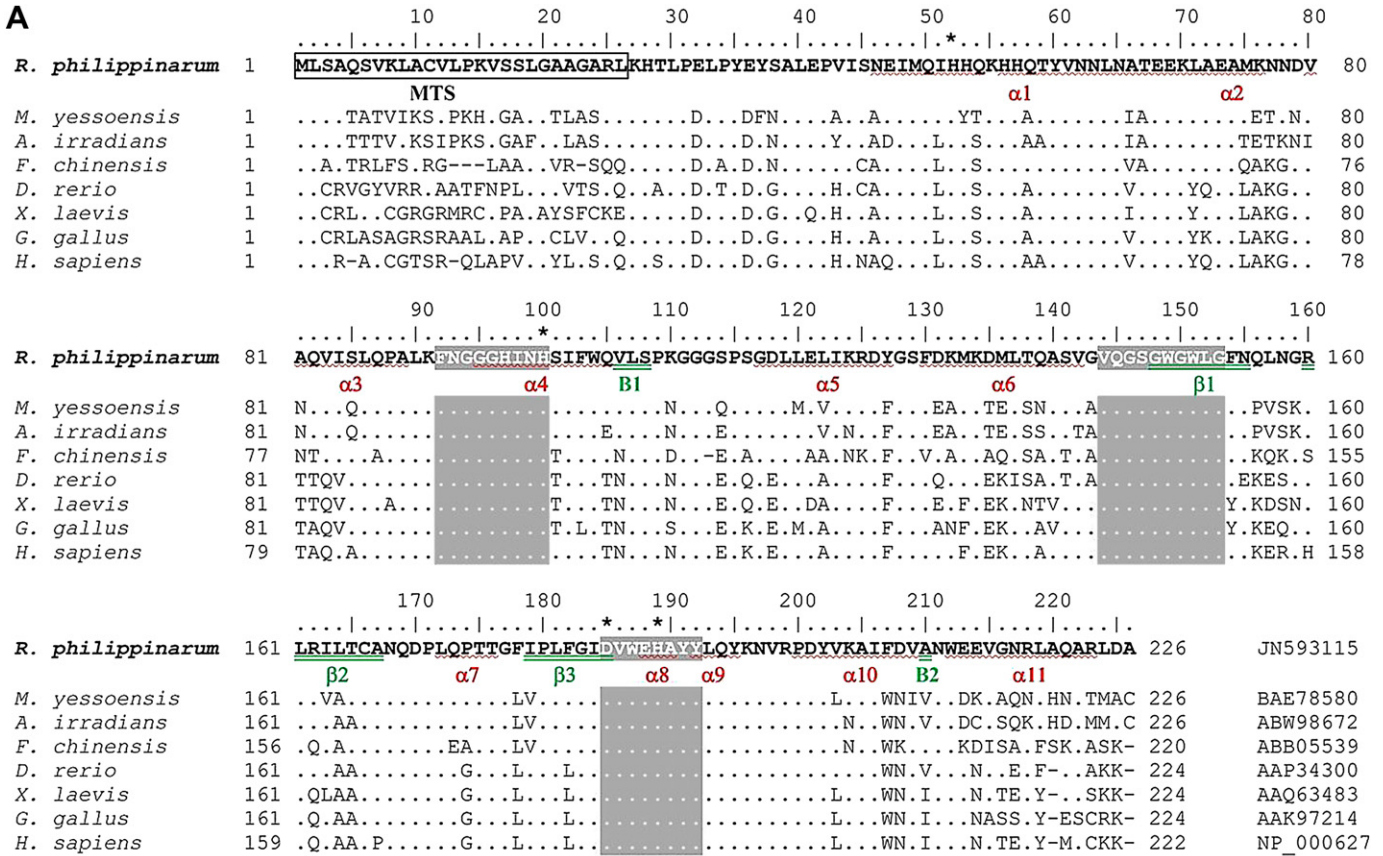 A
10 20 30 40 50 60 70 80
*
R. philippinarum 1 MLSAQSVKLACVLPKVSSLGAAGARLKHTLPELPYEYSALEPVISNEIMQIHHQKHHQTYVNNLNATEEKLAEAMKNNDV 80
MTS α1 α2
M. yessoensis 1 ....TATVIKS.PKH.GA..TLAS.......D...DFN....A..A......YT...A.......IA........ET.N. 80
A. irradians 1 ....TTTV.KSIPKS.GAF.LAS........D...D.N....Y..AD...L..S...AA......IA.......TETKNI 80
F. chinensis 1 ..A.TRLFS.RG---LAA..VR-SQQ.....D.A.D.N......CA....L..S...A.......VA.......QAKG.. 76
D. rerio 1 ..CRVGYVRR.AATFNPL...VTS.Q..A..D.T.D.G....H.CA....L..S...A.......V....YQ..LAKG.. 80
X. laevis 1 ..CRL..CGRGRMRC.PA.AYSFCKE.....D...D.G..Q.H..A....L..S...A.......I....Y...LAKG.. 80
G. gallus 1 ..CRLASAGRSRAAL.AP..CLV..Q.....D...D.G....H..A....L..S...A.......V....YK..LAKG.. 80
H. sapiens 1 ...R-A.CGTSR-QLAPV..YL.S.Q..S..D...D.G....H.NAQ...L..S...AA......V....YQ..LAKG.. 78
90 100 110 120 130 140 150 160
*
R. philippinarum 81 AQVISLQPALKFNGGGHINHSIFWQVLSPKGGGSPSGDLLELIKRDYGSFDKMKDMLTQASVGVQGSGWGWLGFNQLNGR 160
α3 α4 B1 α5 α6 β1
M. yessoensis 81 N...Q........................N...Q.....M.V....F...EA..TE.SN...A............PVSK. 160
A. irradians 81 N...Q...................E....N...E.......V.N..F...EA..TE.SS..TA............PVSK. 160
F. chinensis 77 NT....A.............T....N...D..-E.A....AA.NK.F..V.A..AQ.SA.T.A............KQK.S 155
D. rerio 81 TTQV................T...TN...N...E.Q.E...A....F...Q...EKISA.T.A...........EKES.. 160
X. laevis 81 TTQV...A............T...TN...N...E.Q.E..DA....F...E.F.EK.NTV...............Y.KDSN. 160
G. gallus 81 TAQV................T.L.TN...S...E.K.E..M.A....F...ANF.EK..AV..............Y.KEQ.. 160
H. sapiens 79 TAQ.A...................TN...N...E.K.E...A....F.....F.EK..A................KER.H 158
170 180 190 200 210 220
* *
R. philippinarum 161 LRILTCANQDPLQPTTGFIPLFGIDVWEHAYYLQYKNVRPDYVKAIFDVANWEEVGNRLAQARLDA 226 JN593115
β2 α7 β3 α8 α9 α10 B2 α11
M. yessoensis 161 ..VA.............LV.......................L...WNIV..DK.AQN.HN.TMAC 226 BAE78580
A. irradians 161 ...AA............LV........................N..WN.V..DC.SQK.HD.MM.C 226 ABW98672
F. chinensis 156 .Q.A........EA...LV........................N..WK....KDISA.FSK.ASK- 220 ABB05539
D. rerio 161 ...AA........G...L...L........................WN.V...N..E.F-..AKK- 224 AAP34300
X. laevis 161 .QLAA........G...L...L....................L...WN.I...N.TE.Y-..SKK- 224 AAQ63483
G. gallus 161 .Q.AA........G...L...L....................L...WN.I...NASS.Y-ESCRK- 224 AAK97214
H. sapiens 159 .Q.AA.P......G...L...L....................L...WN.I...N.TE.Y-M.CRK- 222 NP_000627